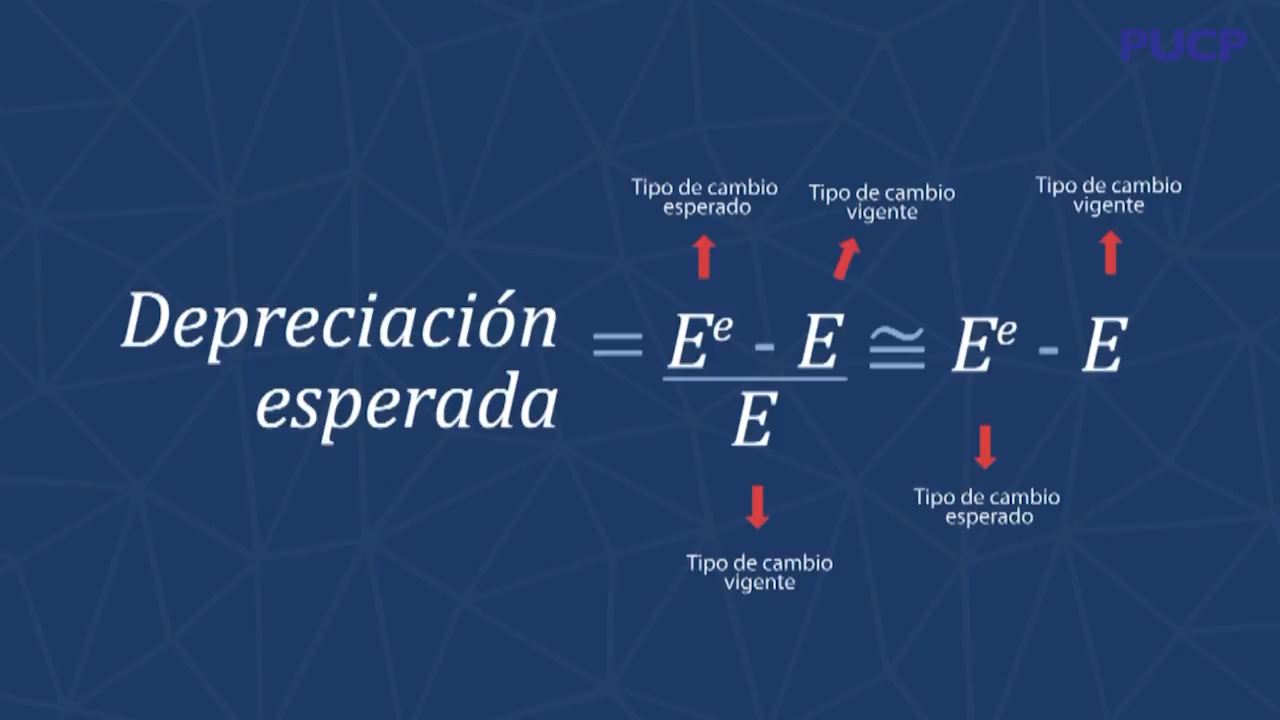 PUCP
Tipo de cambio
esperado
Tipo de cambio
vigente
Tipo de cambio
vigente
Depreciación
esperada
= Eᵉ - E ≅ Eᵉ - E
E
Tipo de cambio
esperado
Tipo de cambio
vigente